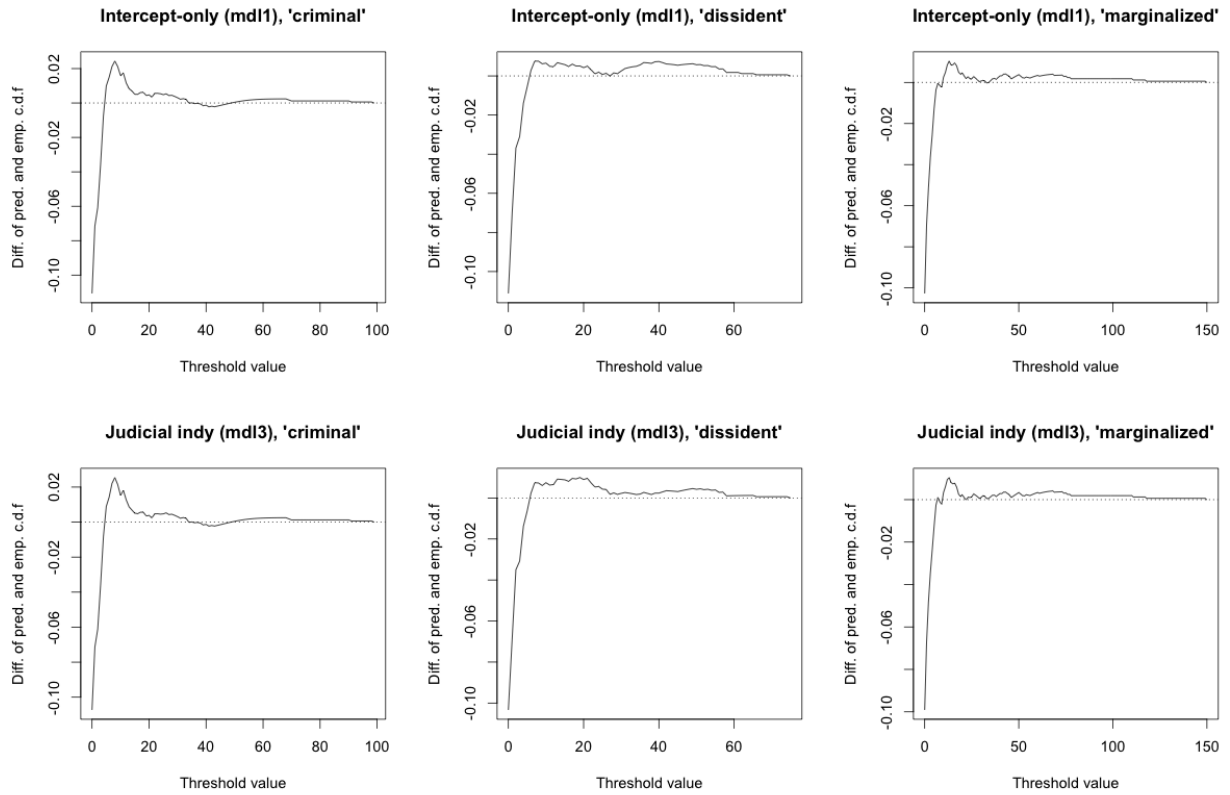 Intercept-only (mdl1), 'criminal'
Diff. of pred. and emp. c.d.f
0.02
-0.02
-0.06
-0.10
0 20 40 60 80 100
Threshold value
Intercept-only (mdl1), 'dissident'
Diff. of pred. and emp. c.d.f
-0.02
-0.06
-0.10
0 20 40 60
Threshold value
Intercept-only (mdl1), 'marginalized'
Diff. of pred. and emp. c.d.f
-0.02
-0.06
-0.10
0 50 100 150
Threshold value
Judicial indy (mdl3), 'criminal'
Diff. of pred. and emp. c.d.f
0.02
-0.02
-0.06
-0.10
0 20 40 60 80 100
Threshold value
Judicial indy (mdl3), 'dissident'
Diff. of pred. and emp. c.d.f
-0.02
-0.06
-0.10
0 20 40 60
Threshold value
Judicial indy (mdl3), 'marginalized'
Diff. of pred. and emp. c.d.f
-0.02
-0.06
-0.10
0 50 100 150
Threshold value